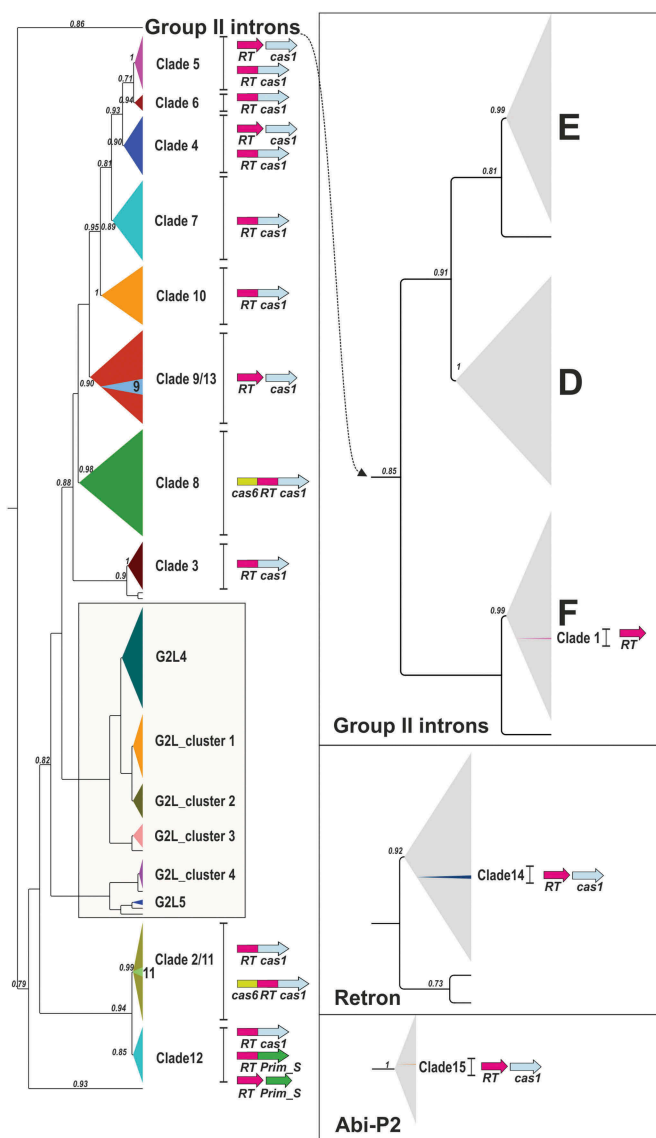 0.86
Group II introns
1
Clade 5
RT cas1
RT cas1
0.71
0.94
Clade 6
RT cas1
0.93
0.90
Clade 4
RT cas1
RT cas1
0.81
0.89
Clade 7
RT cas1
0.95
1
Clade 10
RT cas1
0.90
9
Clade 9/13
RT cas1
0.88
0.98
Clade 8
cas6 RT cas1
1
0.9
Clade 3
RT cas1
G2L4
G2L_cluster 1
0.82
G2L_cluster 2
G2L_cluster 3
G2L_cluster 4
G2L5
0.99
11
Clade 2/11
RT cas1
cas6 RT cas1
0.79
0.94
0.85
Clade12
RT cas1
RT Prim_S
RT Prim_S
0.93
0.99
E
0.81
0.91
1
D
0.85
0.99
F
Clade 1
RT
Group II introns
0.92
Clade14
RT cas1
0.73
Retron
1
Clade15
RT cas1
Abi-P2